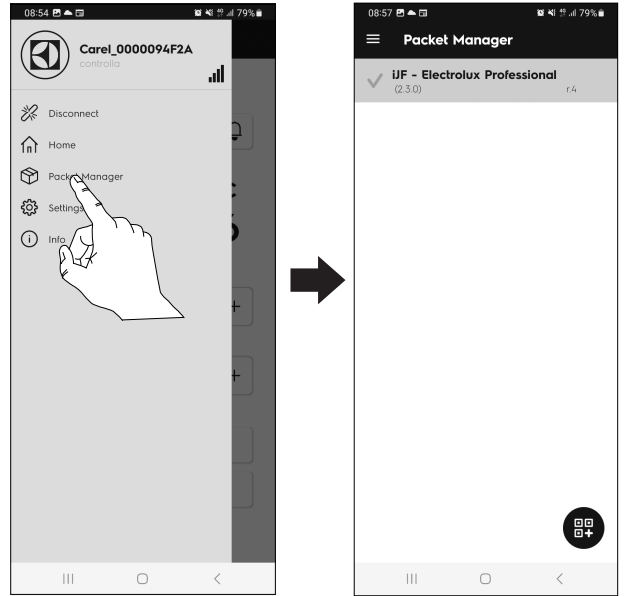 08:54 79%
Carel_0000094F2A
controlla
Disconnect
Home
Packet Manager
Settings
Info
08:57 79%
Packet Manager
iJF - Electrolux Professional
(2.3.0) r.4